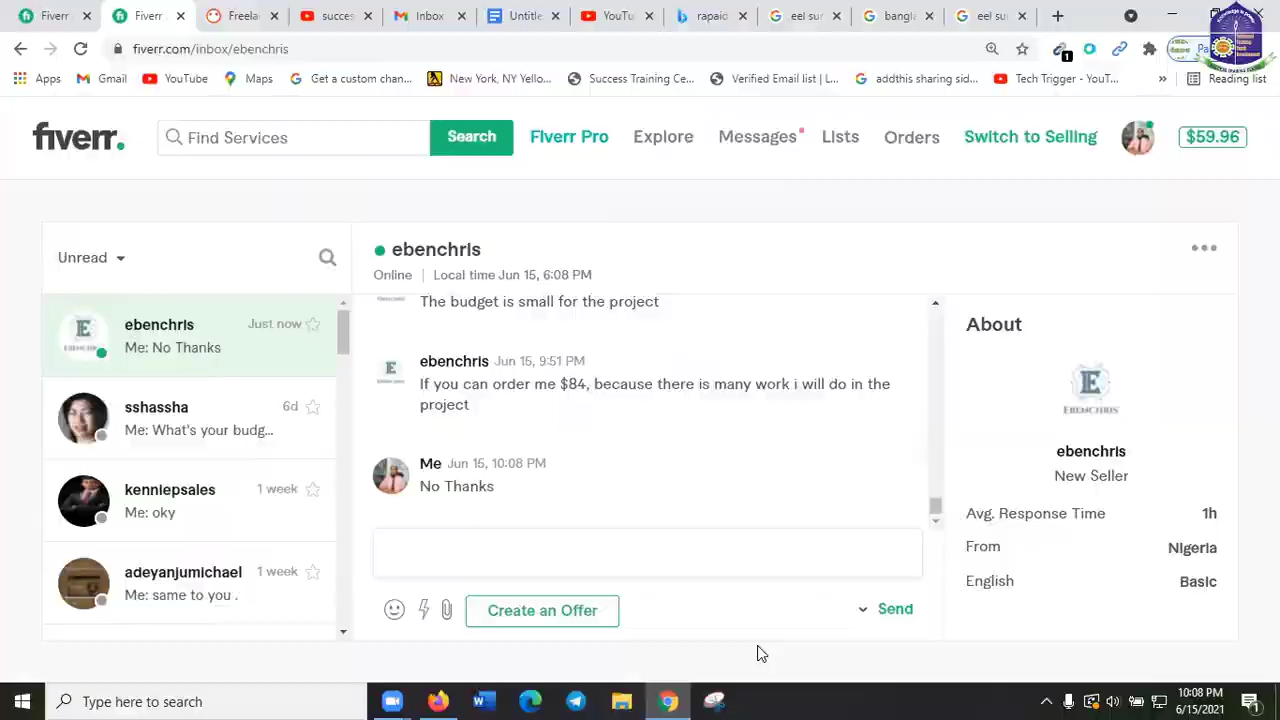 Fiverr
Fiverr
Freela
succes
Inbox
Untitl
YouTu
rapaid
eel su
bangla
eel su
fiverr.com/inbox/ebenchris
1
Apps
Gmail
YouTube
Maps
Get a custom chan...
New York, NY Yello...
Success Training Ce...
Verified Email list | L...
addthis sharing sid...
Tech Trigger - YouT...
»
Reading list
fiverr.
Find Services
Search
Fiverr Pro
Explore
Messages
Lists
Orders
Switch to Selling
$59.96
Unread
ebenchris
Online | Local time Jun 15, 6:08 PM
ebenchris Just now
Me: No Thanks
sshassha 6d
Me: What's your budg...
kenniepsales 1 week
Me: oky
adeyanjumichael 1 week
Me: same to you .
The budget is small for the project
ebenchris Jun 15, 9:51 PM
If you can order me $84, because there is many work i will do in the
project
Me Jun 15, 10:08 PM
No Thanks
Create an Offer
Send
About
E
EBENCHRIS
ebenchris
New Seller
Avg. Response Time 1h
From Nigeria
English Basic
Type here to search
10:08 PM
6/15/2021